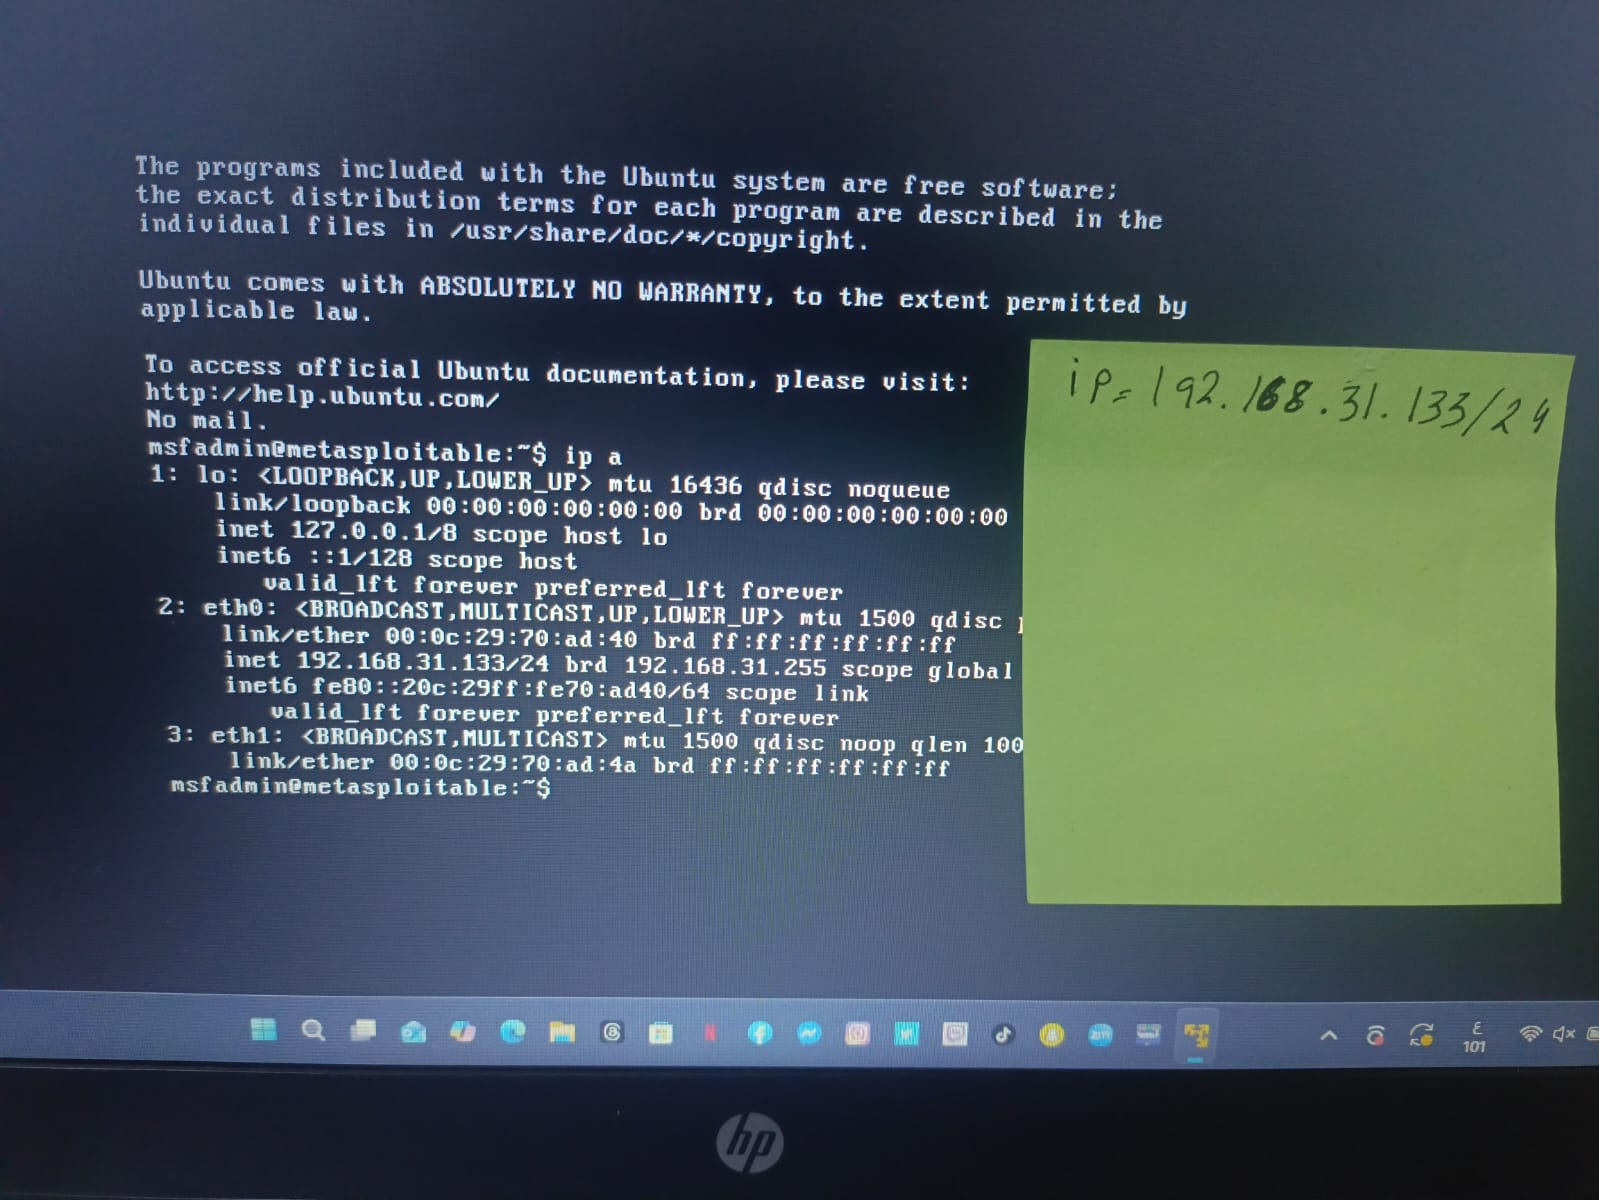 The programs included with the Ubuntu system are free software;
the exact distribution terms for each program are described in the
individual files in /usr/share/doc/*/copyright.
Ubuntu comes with ABSOLUTELY NO WARRANTY, to the extent permitted by
applicable law.
To access official Ubuntu documentation, please visit:
http://help.ubuntu.com/
No mail.
msfadmin@metasploitable:~$ ip a
1: lo: <LOOPBACK,UP,LOWER_UP> mtu 16436 qdisc noqueue
link/loopback 00:00:00:00:00:00 brd 00:00:00:00:00:00
inet 127.0.0.1/8 scope host lo
inet6 ::1/128 scope host
valid_lft forever preferred_lft forever
2: eth0: <BROADCAST,MULTICAST,UP,LOWER_UP> mtu 1500 qdisc
link/ether 00:0c:29:70:ad:40 brd ff:ff:ff:ff:ff:ff
inet 192.168.31.133/24 brd 192.168.31.255 scope global
inet6 fe80::20c:29ff:fe70:ad40/64 scope link
valid_lft forever preferred_lft forever
3: eth1: <BROADCAST,MULTICAST> mtu 1500 qdisc noop qlen 100
link/ether 00:0c:29:70:ad:4a brd ff:ff:ff:ff:ff:ff
msfadmin@metasploitable:~$
ip=192.168.31.133/24
ع
101
hp